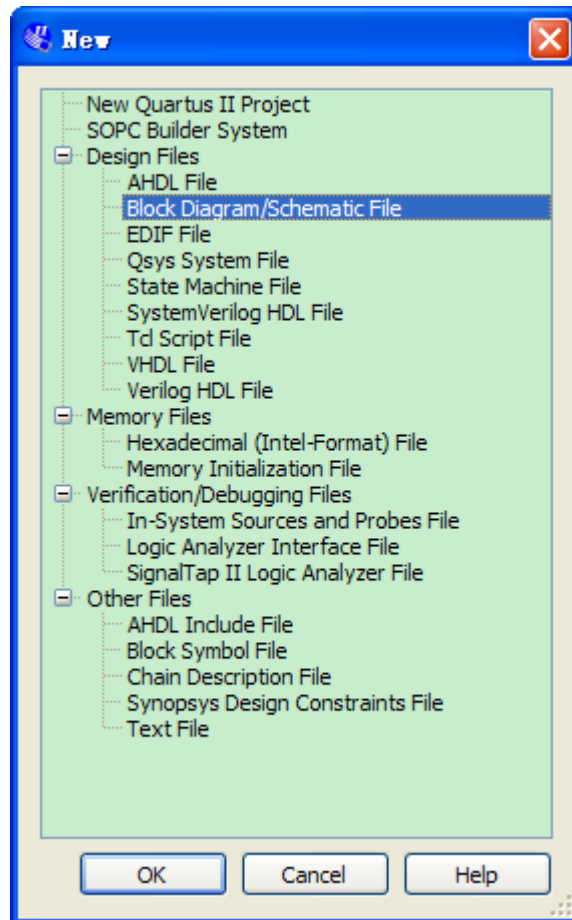 New
New Quartus II Project
SOPC Builder System
Design Files
AHDL File
Block Diagram/Schematic File
EDIF File
Qsys System File
State Machine File
SystemVerilog HDL File
Tcl Script File
VHDL File
Verilog HDL File
Memory Files
Hexadecimal (Intel-Format) File
Memory Initialization File
Verification/Debugging Files
In-System Sources and Probes File
Logic Analyzer Interface File
SignalTap II Logic Analyzer File
Other Files
AHDL Include File
Block Symbol File
Chain Description File
Synopsys Design Constraints File
Text File
OK Cancel Help